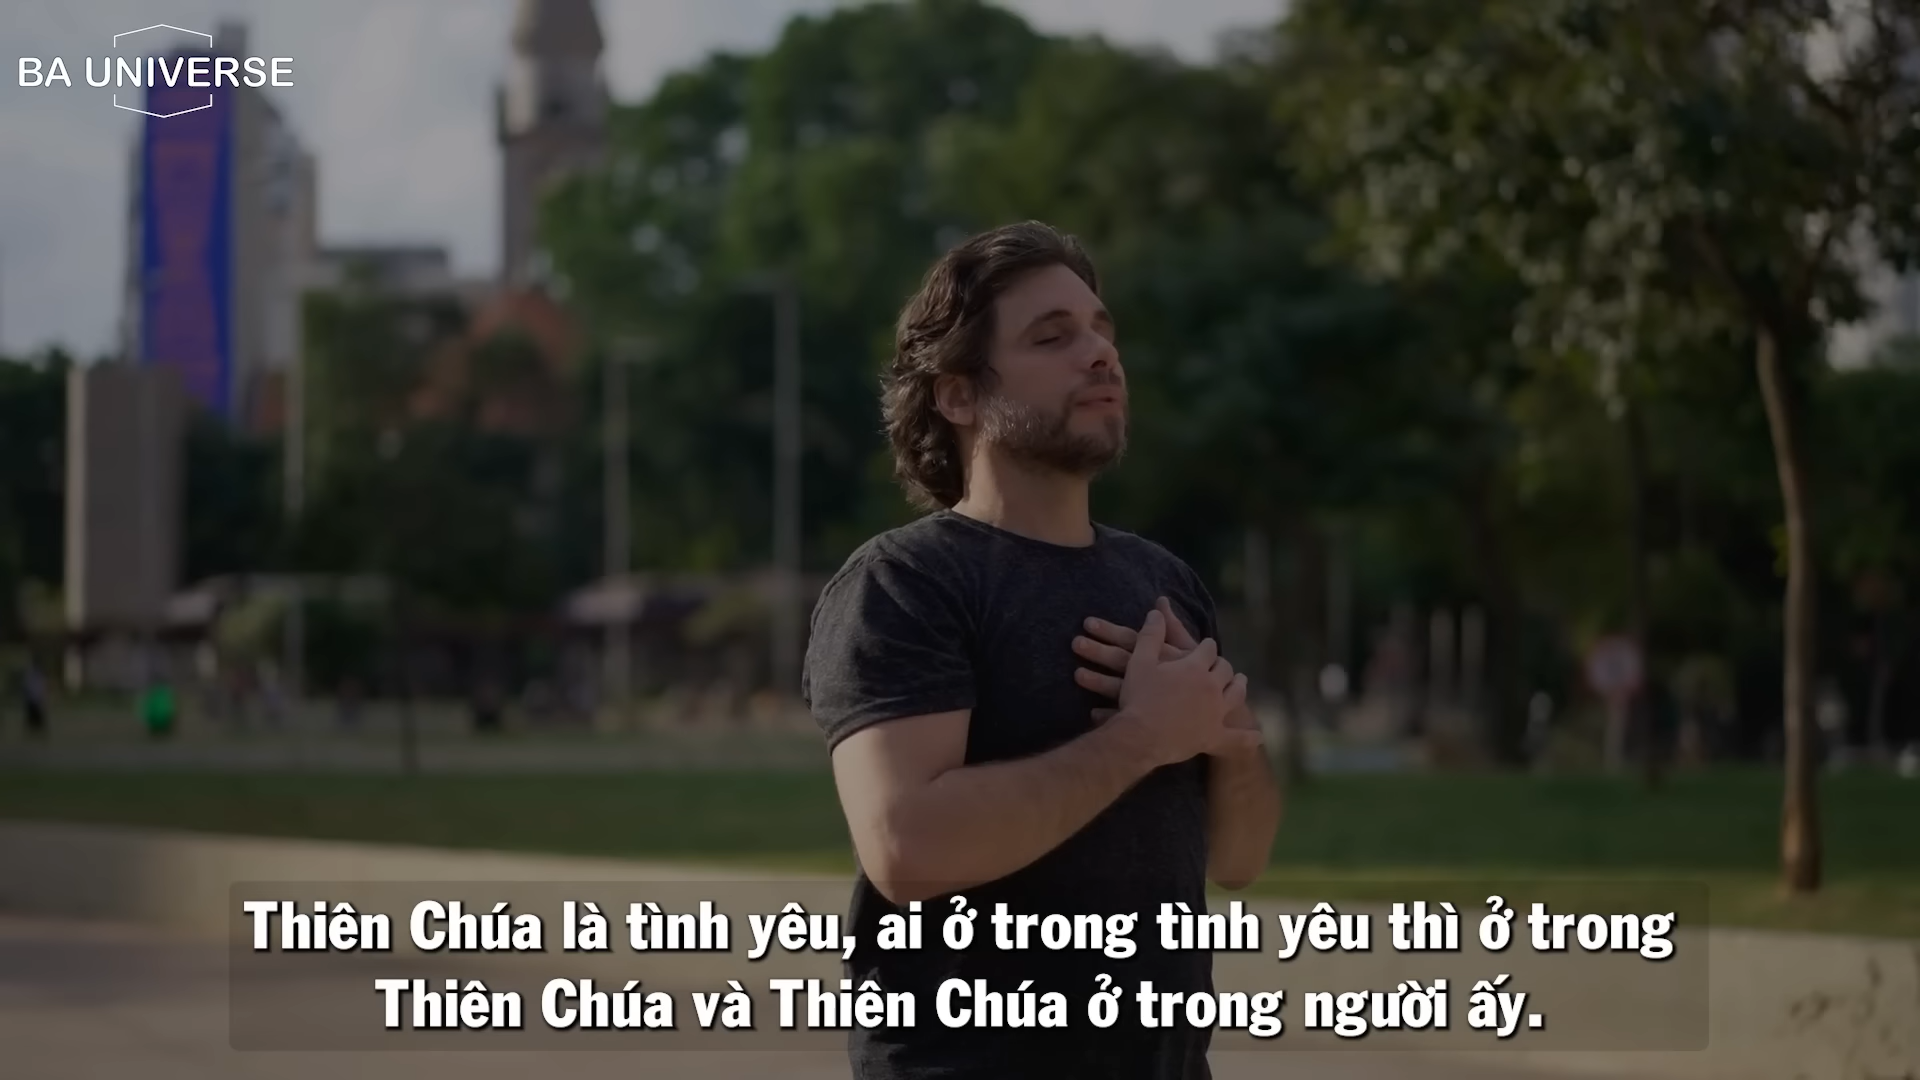 BA UNIVERSE
Thiên Chúa là tình yêu, ai ở trong tình yêu thì ở trong
Thiên Chúa và Thiên Chúa ở trong người ấy.